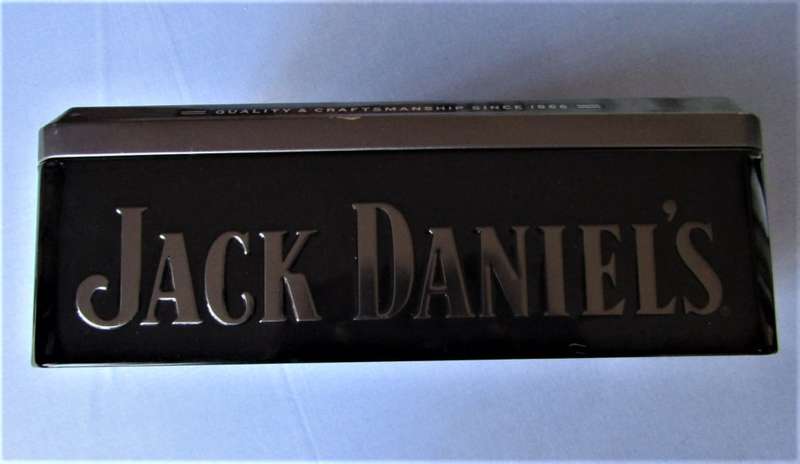 QUALITY & CRAFTSMANSHIP SINCE 1866
JACK DANIEL'S